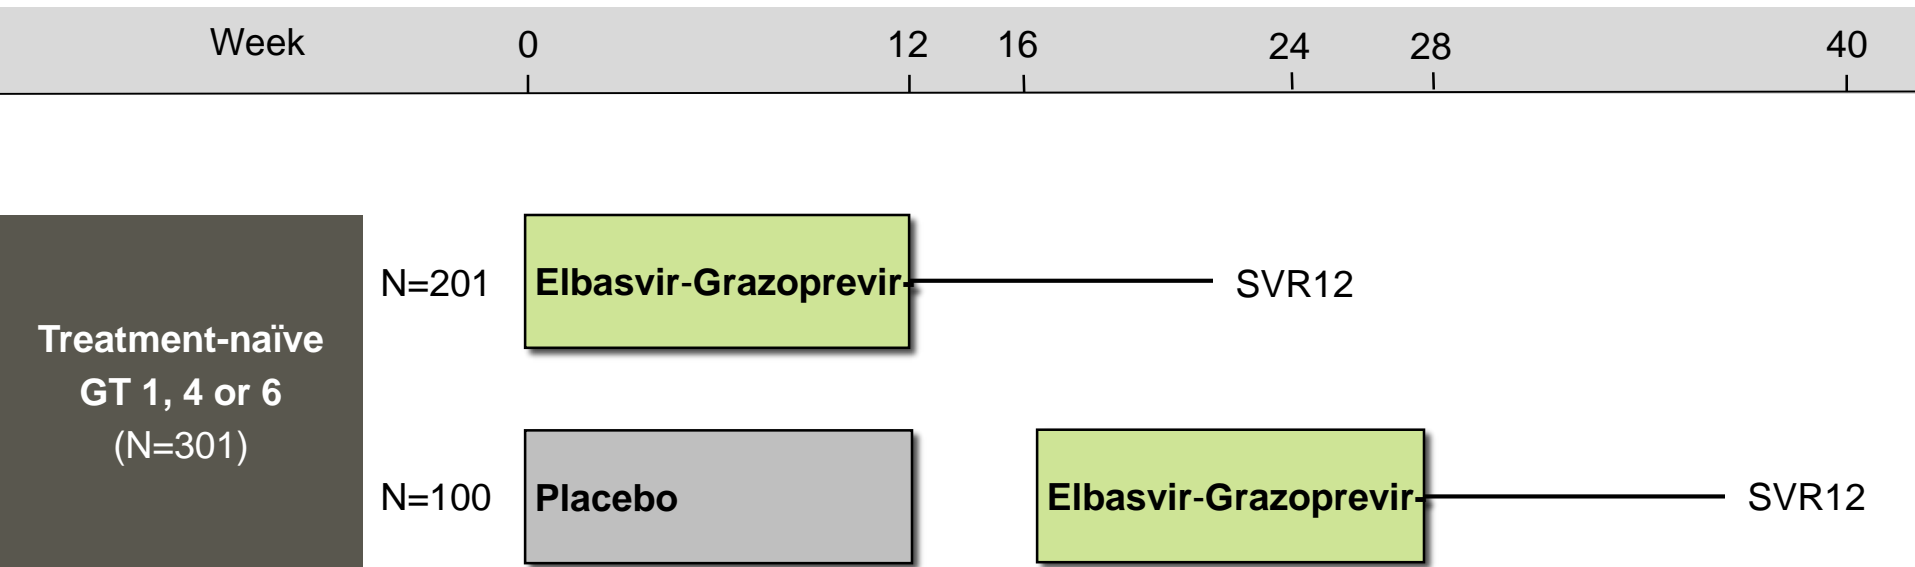 Week 0 12 16 24 28 40
N=201 Elbasvir-Grazoprevir- SVR12
Treatment-naïve
GT 1, 4 or 6
(N=301)
N=100 Placebo Elbasvir-Grazoprevir- SVR12